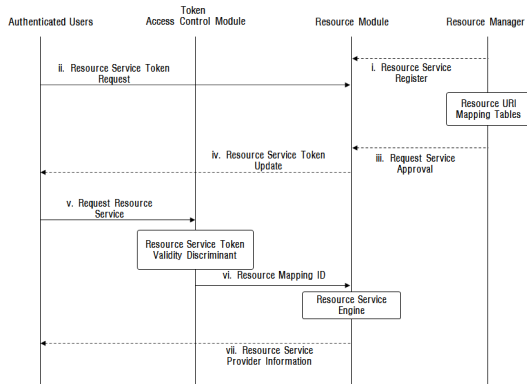 Authenticated Users
Token
Access Control Module
Resource Module
Resource Manager
ii. Resource Service Token
Request
i. Resource Service
Register
Resource URI
Mapping Tables
iv. Resource Service Token
Update
iii. Request Service
Approval
v. Request Resource
Service
Resource Service Token
Validity Discriminant
vi. Resource Mapping ID
Resource Service
Engine
vii. Resource Service
Provider Information